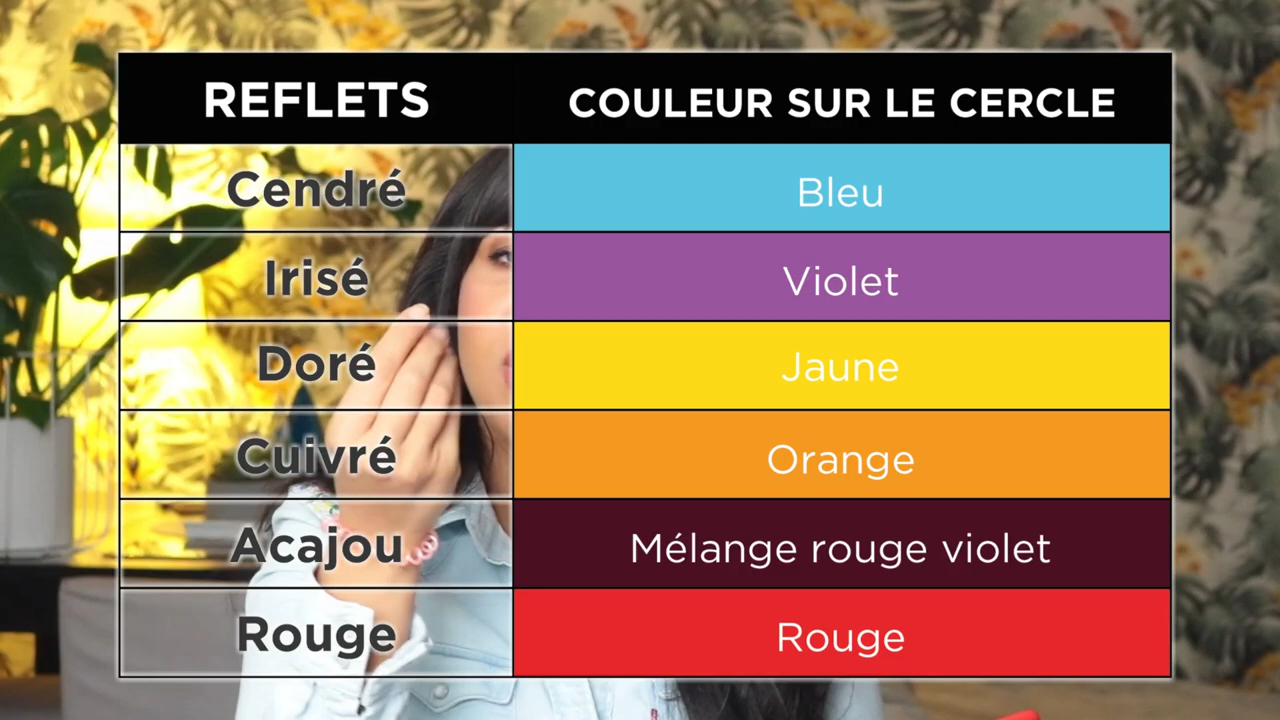 REFLETS COULEUR SUR LE CERCLE
Cendré Bleu
Irisé Violet
Doré Jaune
Cuivré Orange
Acajou Mélange rouge violet
Rouge Rouge